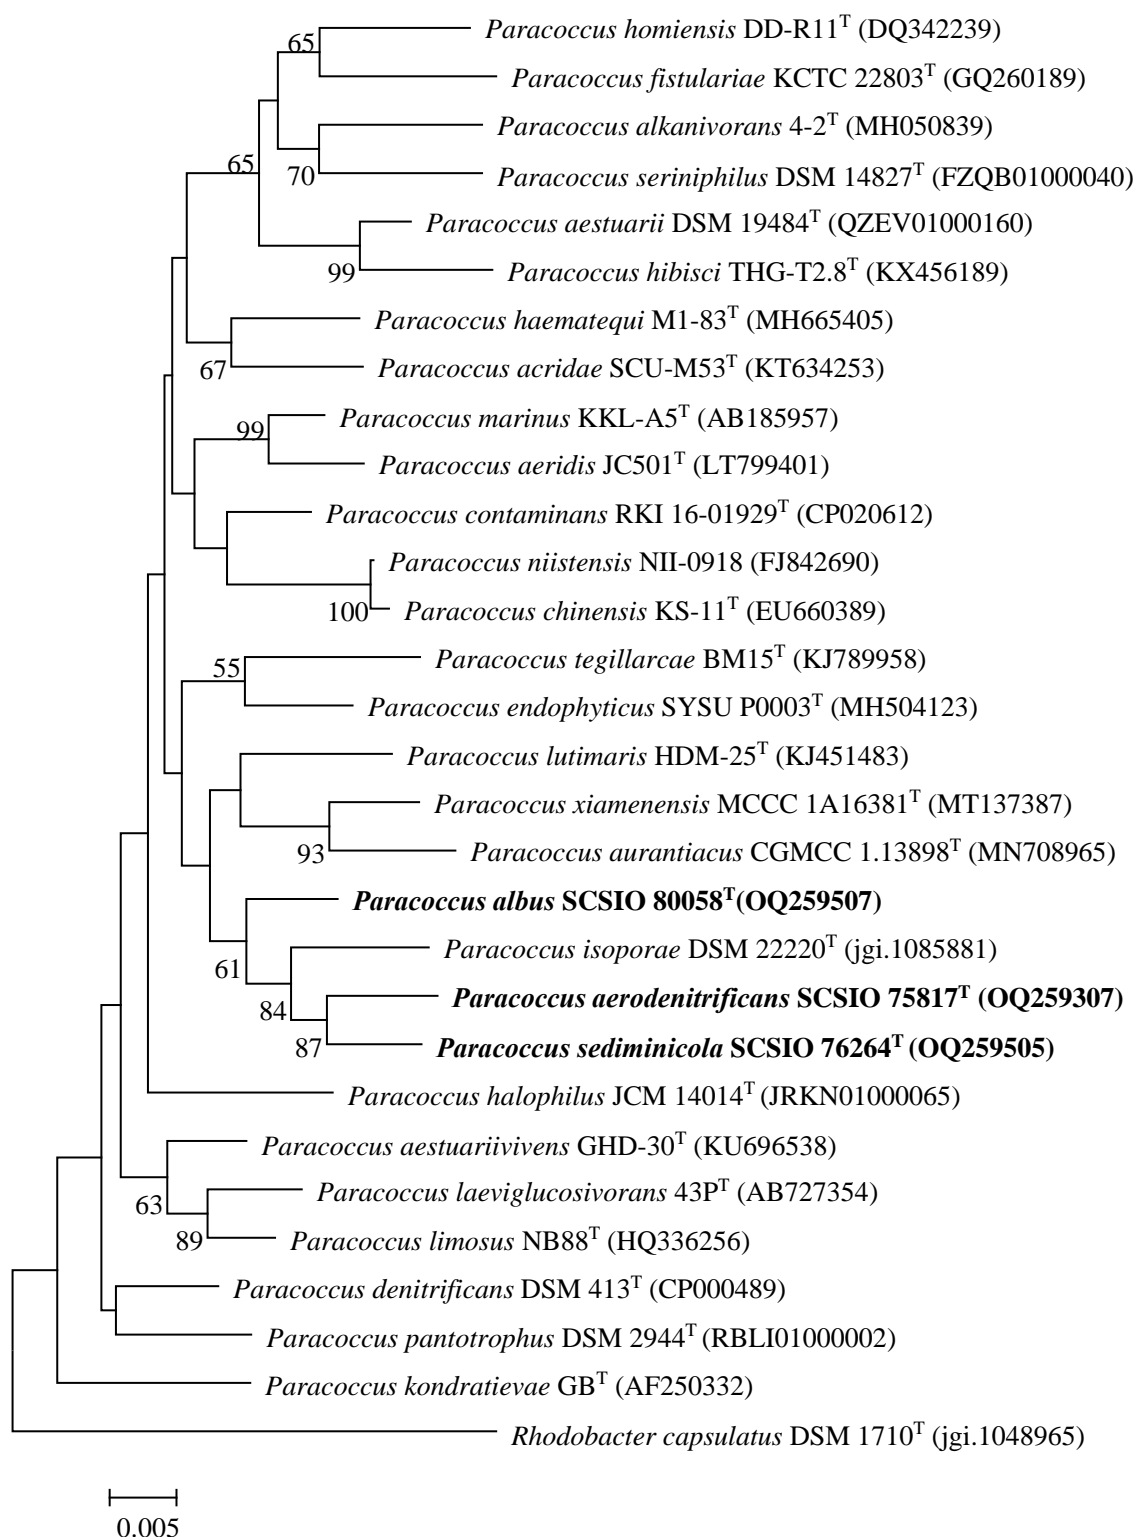 65
Paracoccus homiensis DD-R11ᵀ (DQ342239)
Paracoccus fistulariae KCTC 22803ᵀ (GQ260189)
Paracoccus alkanivorans 4-2ᵀ (MH050839)
65
70
Paracoccus seriniphilus DSM 14827ᵀ (FZQB01000040)
Paracoccus aestuarii DSM 19484ᵀ (QZEV01000160)
99
Paracoccus hibisci THG-T2.8ᵀ (KX456189)
Paracoccus haematequi M1-83ᵀ (MH665405)
67
Paracoccus acridae SCU-M53ᵀ (KT634253)
Paracoccus marinus KKL-A5ᵀ (AB185957)
99
Paracoccus aeridis JC501ᵀ (LT799401)
Paracoccus contaminans RKI 16-01929ᵀ (CP020612)
Paracoccus niistensis NII-0918 (FJ842690)
100
Paracoccus chinensis KS-11ᵀ (EU660389)
55
Paracoccus tegillarcae BM15ᵀ (KJ789958)
Paracoccus endophyticus SYSU P0003ᵀ (MH504123)
Paracoccus lutimaris HDM-25ᵀ (KJ451483)
Paracoccus xiamenensis MCCC 1A16381ᵀ (MT137387)
93
Paracoccus aurantiacus CGMCC 1.13898ᵀ (MN708965)
Paracoccus albus SCSIO 80058ᵀ(OQ259507)
61
Paracoccus isoporae DSM 22220ᵀ (jgi.1085881)
84
Paracoccus aerodenitrificans SCSIO 75817ᵀ (OQ259307)
87
Paracoccus sediminicola SCSIO 76264ᵀ (OQ259505)
Paracoccus halophilus JCM 14014ᵀ (JRKN01000065)
Paracoccus aestuariivivens GHD-30ᵀ (KU696538)
63
Paracoccus laeviglucosivorans 43Pᵀ (AB727354)
89
Paracoccus limosus NB88ᵀ (HQ336256)
Paracoccus denitrificans DSM 413ᵀ (CP000489)
Paracoccus pantotrophus DSM 2944ᵀ (RBLI01000002)
Paracoccus kondratievae GBᵀ (AF250332)
Rhodobacter capsulatus DSM 1710ᵀ (jgi.1048965)
0.005